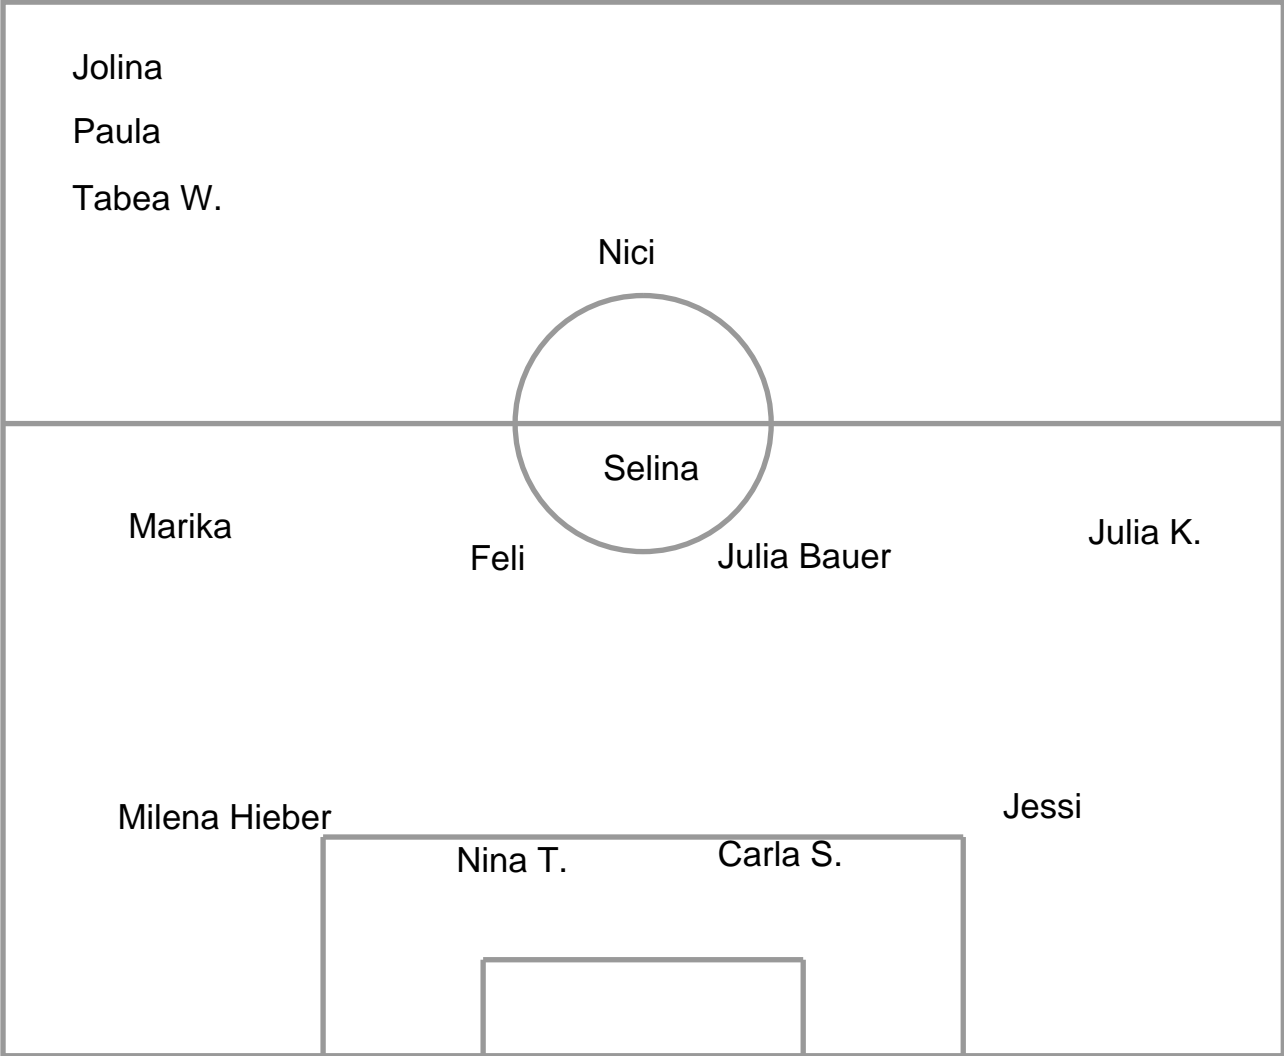 Jolina
Paula
Tabea W.
Nici
Selina
Marika
Feli
Julia Bauer
Julia K.
Milena Hieber
Nina T.
Carla S.
Jessi